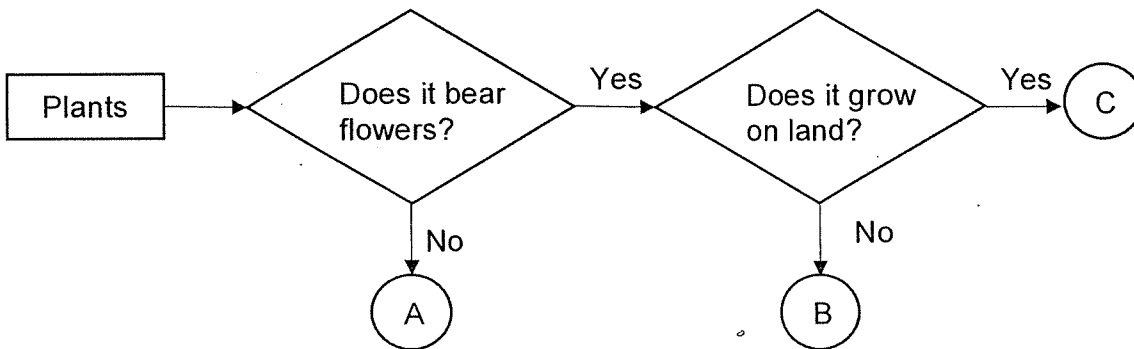 Plants
Does it bear
flowers?
Yes
Does it grow
on land?
Yes
C
No
A
No
B